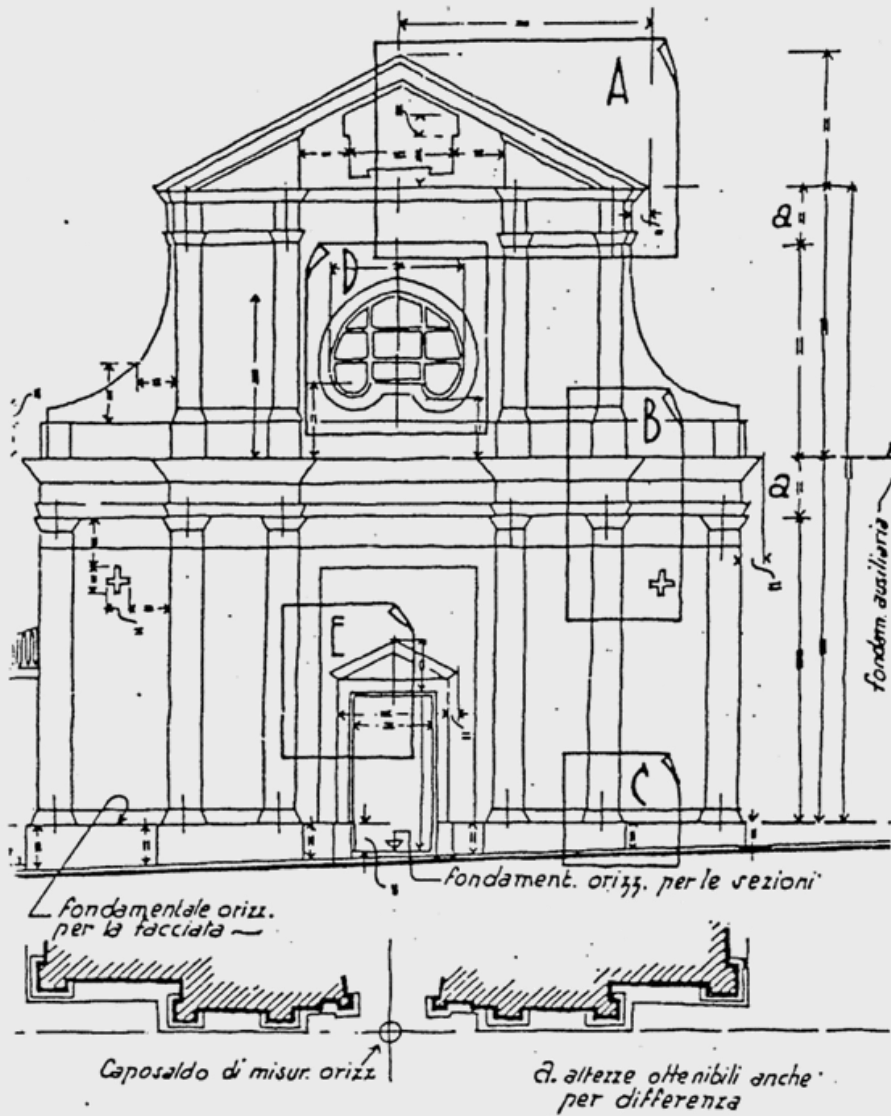 A
a
D
B
a
fondam. ausiliaria
E
C
fondament. orizz. per le sezioni
fondamentale oriz.
per la facciata
Caposaldo di misur. orizz
a. altezze ottenibili anche
per differenza